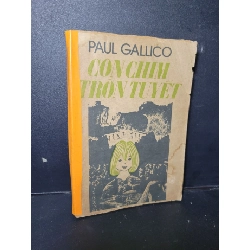 PAUL GALLICO
CON CHIM
TRỐN TUYẾT